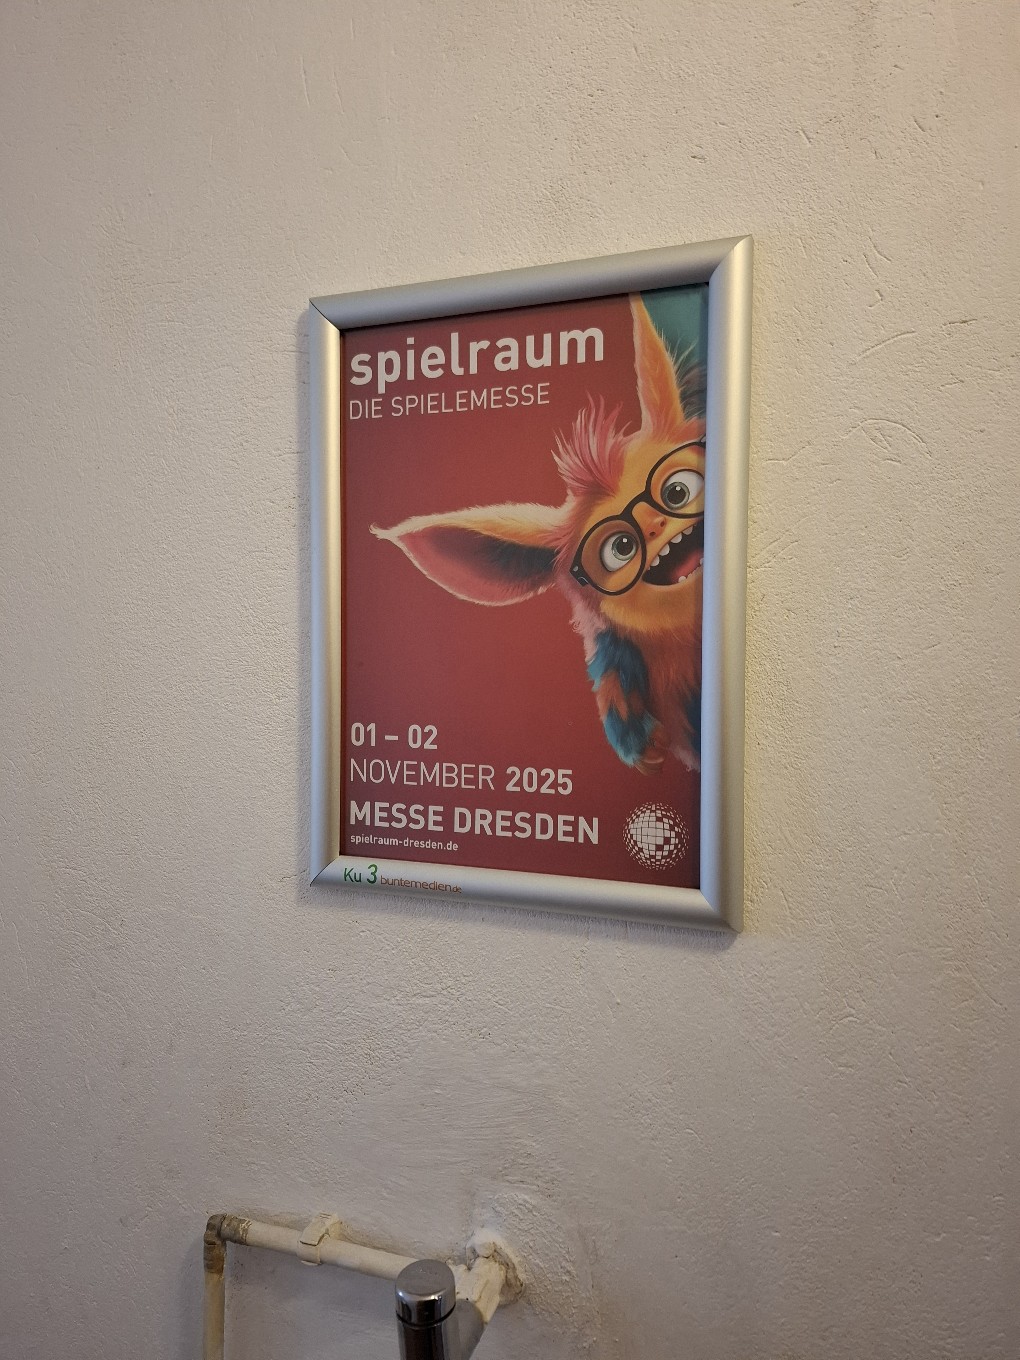 spielraum
DIE SPIELEMESSE
01 – 02
NOVEMBER 2025
MESSE DRESDEN
spielraum-dresden.de
Ku 3 buntemedien.de